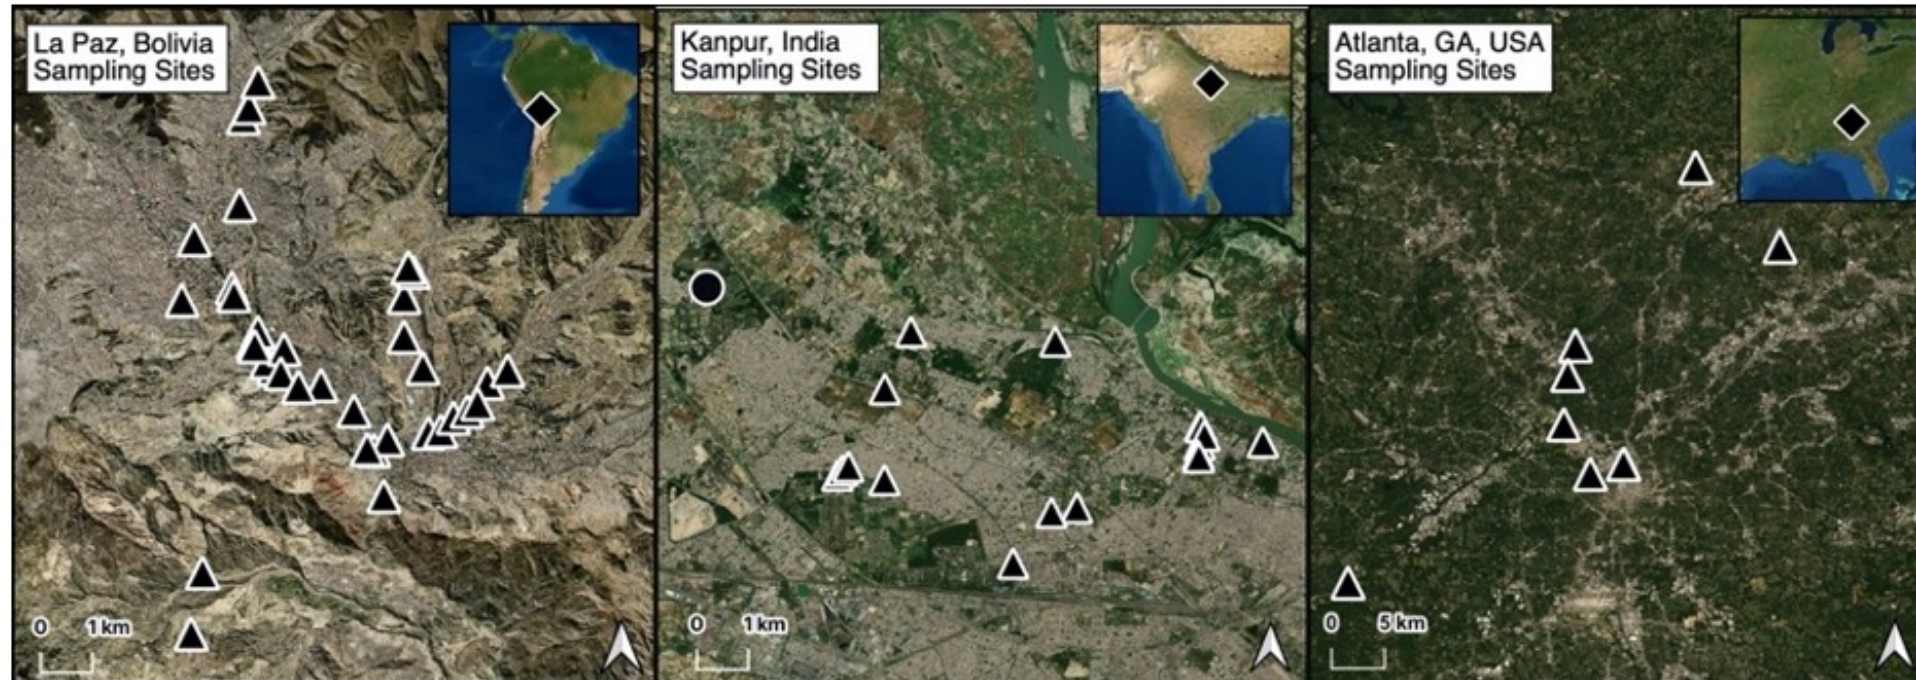 La Paz, Bolivia
Sampling Sites
0 1 km
Kanpur, India
Sampling Sites
0 1 km
Atlanta, GA, USA
Sampling Sites
0 5 km